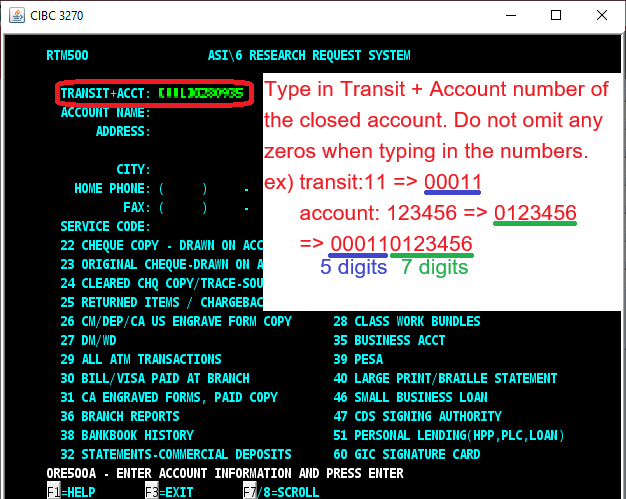 CIBC 3270
RTM500 ASI\6 RESEARCH REQUEST SYSTEM
TRANSIT+ACCT:
ACCOUNT NAME:
ADDRESS:
CITY:
HOME PHONE: ( ) -
FAX: ( ) -
SERVICE CODE:
Type in Transit + Account number of
the closed account. Do not omit any
zeros when typing in the numbers.
ex) transit:11 => 00011
account: 123456 => 0123456
=> 000110123456
5 digits 7 digits
22 CHEQUE COPY - DRAWN ON ACC
23 ORIGINAL CHEQUE-DRAWN ON A
24 CLEARED CHQ COPY/TRACE-SOU
25 RETURNED ITEMS / CHARGEBAC
26 CM/DEP/CA US ENGRAVE FORM COPY 28 CLASS WORK BUNDLES
27 DM/WD 35 BUSINESS ACCT
29 ALL ATM TRANSACTIONS 39 PESA
30 BILL/VISA PAID AT BRANCH 40 LARGE PRINT/BRAILLE STATEMENT
31 CA ENGRAVED FORMS, PAID COPY 46 SMALL BUSINESS LOAN
36 BRANCH REPORTS 47 CDS SIGNING AUTHORITY
38 BANKBOOK HISTORY 51 PERSONAL LENDING(HPP,PLC,LOAN)
32 STATEMENTS-COMMERCIAL DEPOSITS 60 GIC SIGNATURE CARD
ORE500A - ENTER ACCOUNT INFORMATION AND PRESS ENTER
F1=HELP F3=EXIT F7/8=SCROLL